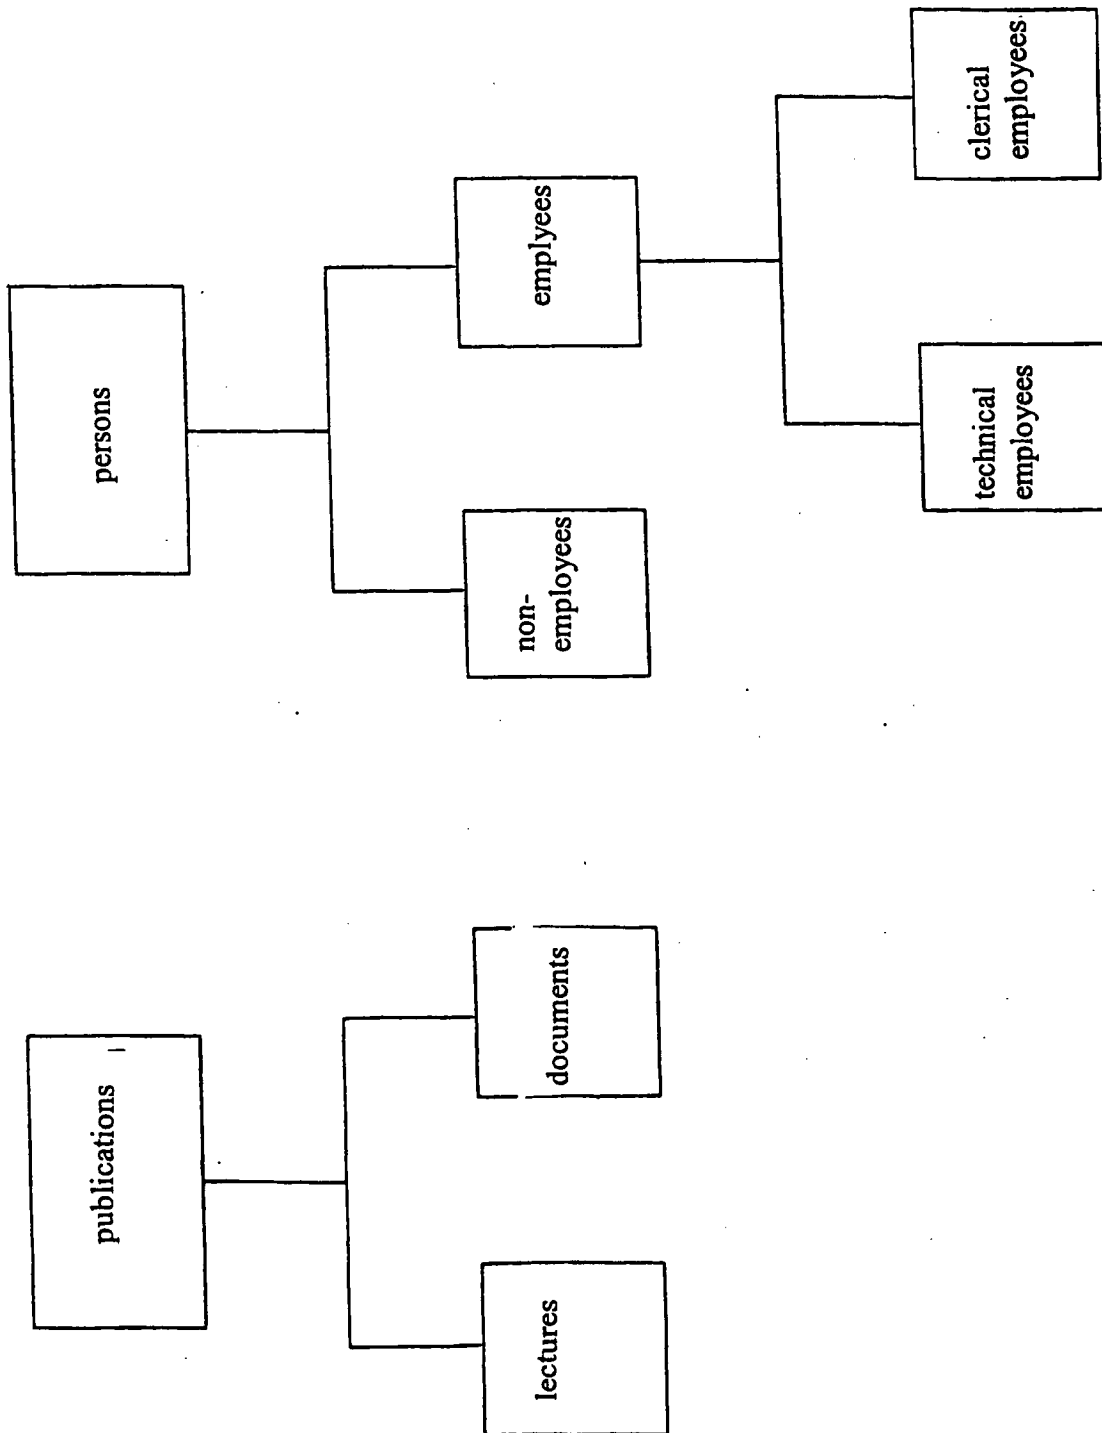 publications
persons
lectures
documents
non-
employees
emplyees
technical
employees
clerical
employees